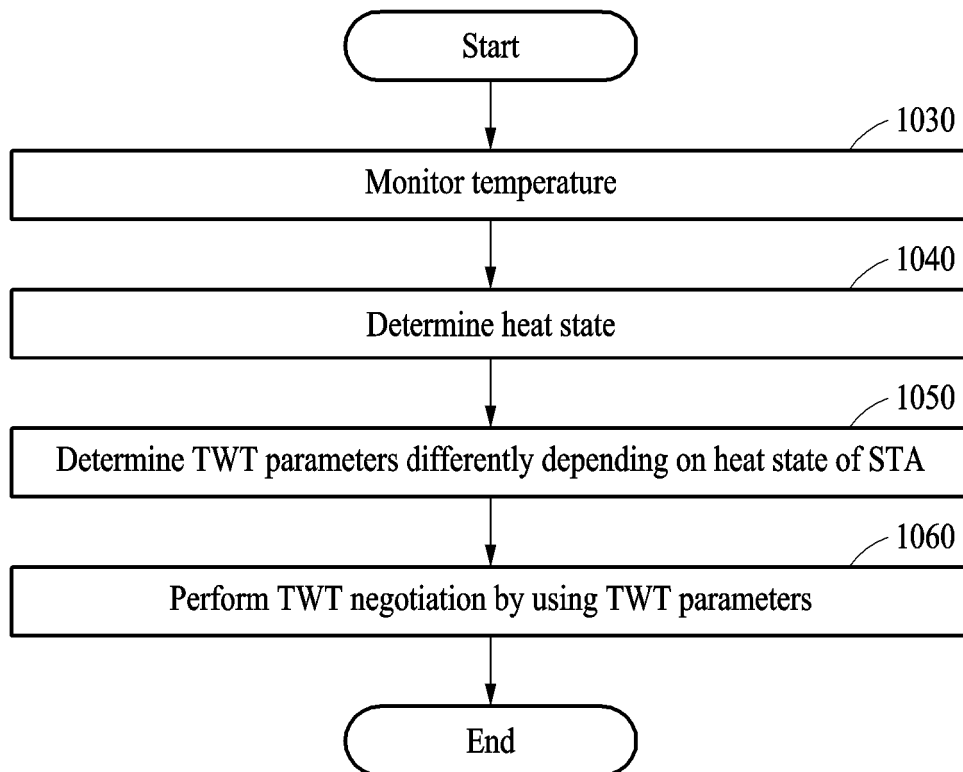 Start
1030
Monitor temperature
1040
Determine heat state
1050
Determine TWT parameters differently depending on heat state of STA
1060
Perform TWT negotiation by using TWT parameters
End